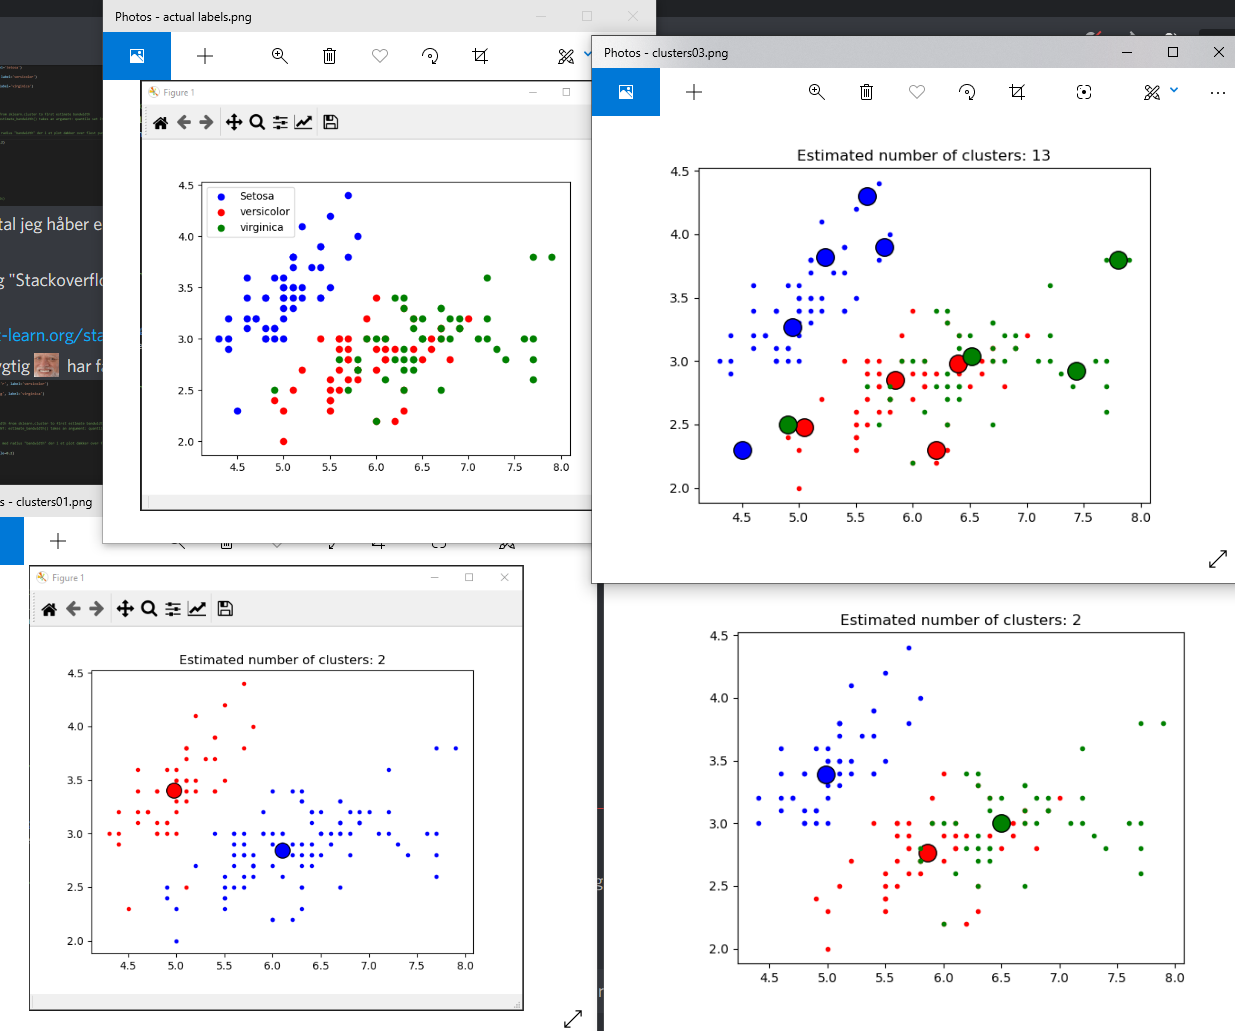 Photos - actual labels.png
Figure 1
4.5
4.0
3.5
3.0
2.5
2.0
4.5 5.0 5.5 6.0 6.5 7.0 7.5 8.0
Setosa
versicolor
virginica
Photos - clusters03.png
Estimated number of clusters: 13
4.5
4.0
3.5
3.0
2.5
2.0
4.5 5.0 5.5 6.0 6.5 7.0 7.5 8.0
tal jeg håber e
g "Stackoverflo
t-learn.org/sta
gtig har fa
s - clusters01.png
Figure 1
Estimated number of clusters: 2
4.5
4.0
3.5
3.0
2.5
2.0
4.5 5.0 5.5 6.0 6.5 7.0 7.5 8.0
Estimated number of clusters: 2
4.5
4.0
3.5
3.0
2.5
2.0
4.5 5.0 5.5 6.0 6.5 7.0 7.5 8.0